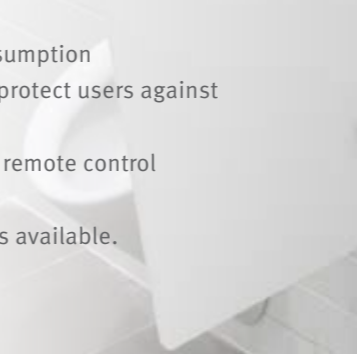 sumption
protect users against
remote control
s available.